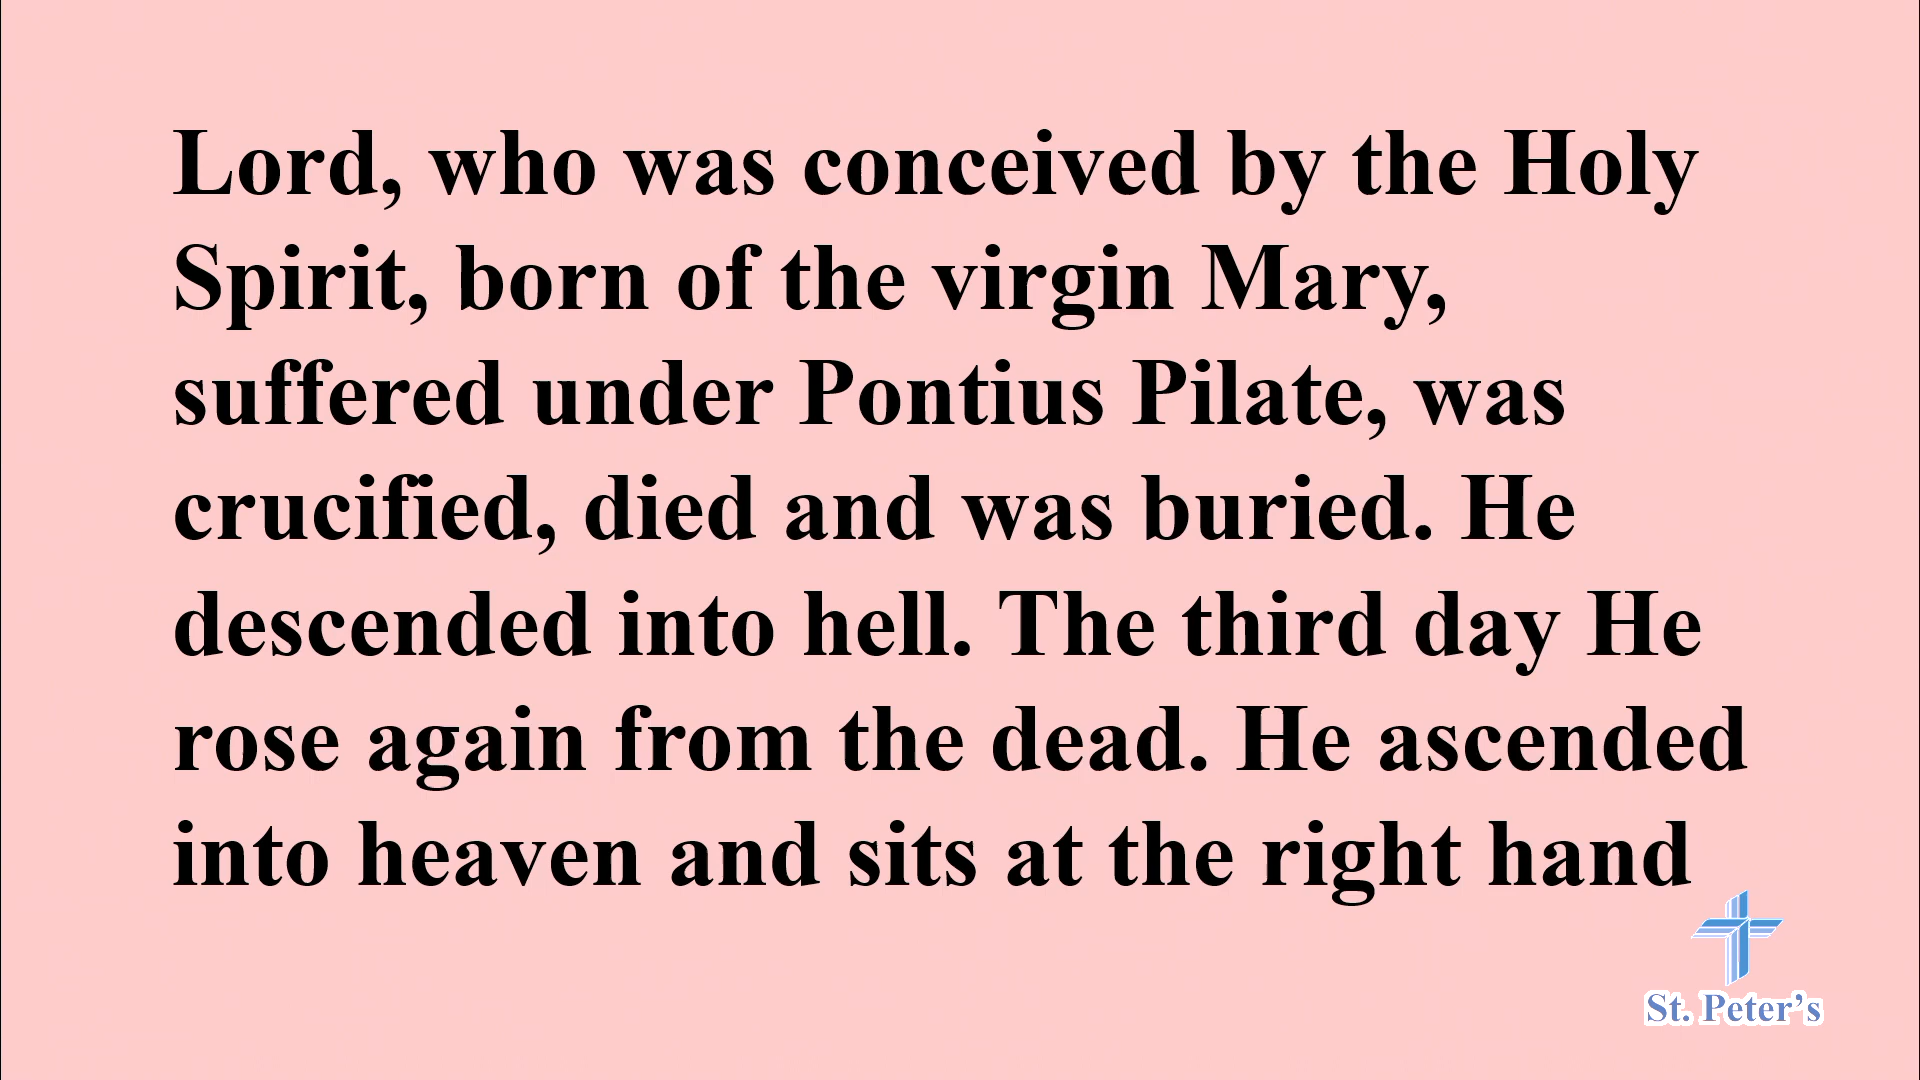 Lord, who was conceived by the Holy
Spirit, born of the virgin Mary,
suffered under Pontius Pilate, was
crucified, died and was buried. He
descended into hell. The third day He
rose again from the dead. He ascended
into heaven and sits at the right hand
St. Peter’s